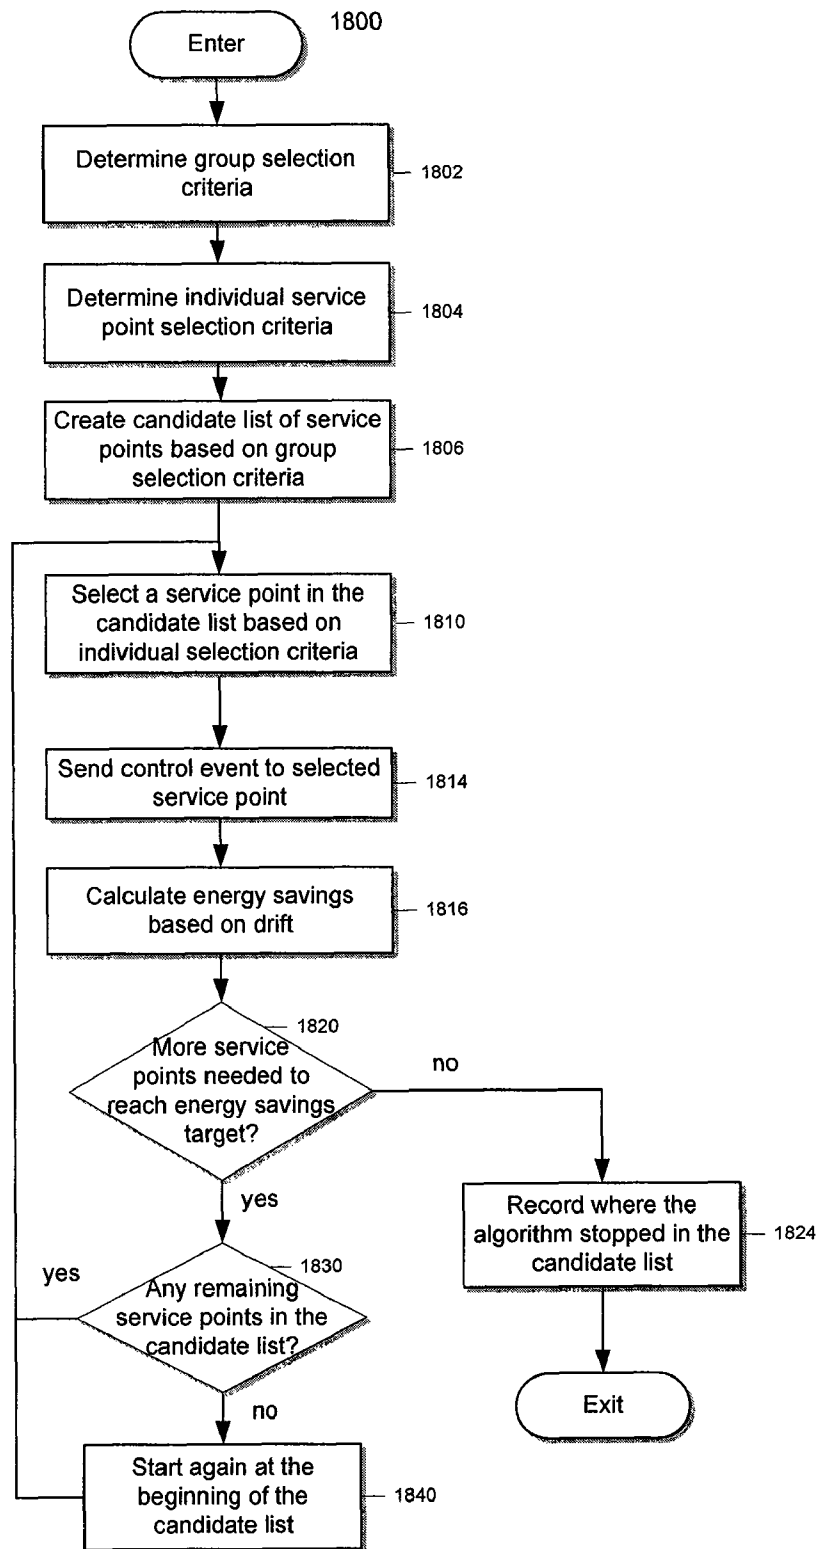 1800
Enter
Determine group selection
criteria
1802
Determine individual service
point selection criteria
1804
Create candidate list of service
points based on group
selection criteria
1806
Select a service point in the
candidate list based on
individual selection criteria
1810
Send control event to selected
service point
1814
Calculate energy savings
based on drift
1816
1820
More service
points needed to
reach energy savings
target?
no
yes
Record where the
algorithm stopped in the
candidate list
1824
yes
1830
Any remaining
service points in the
candidate list?
Exit
no
Start again at the
beginning of the
candidate list
1840